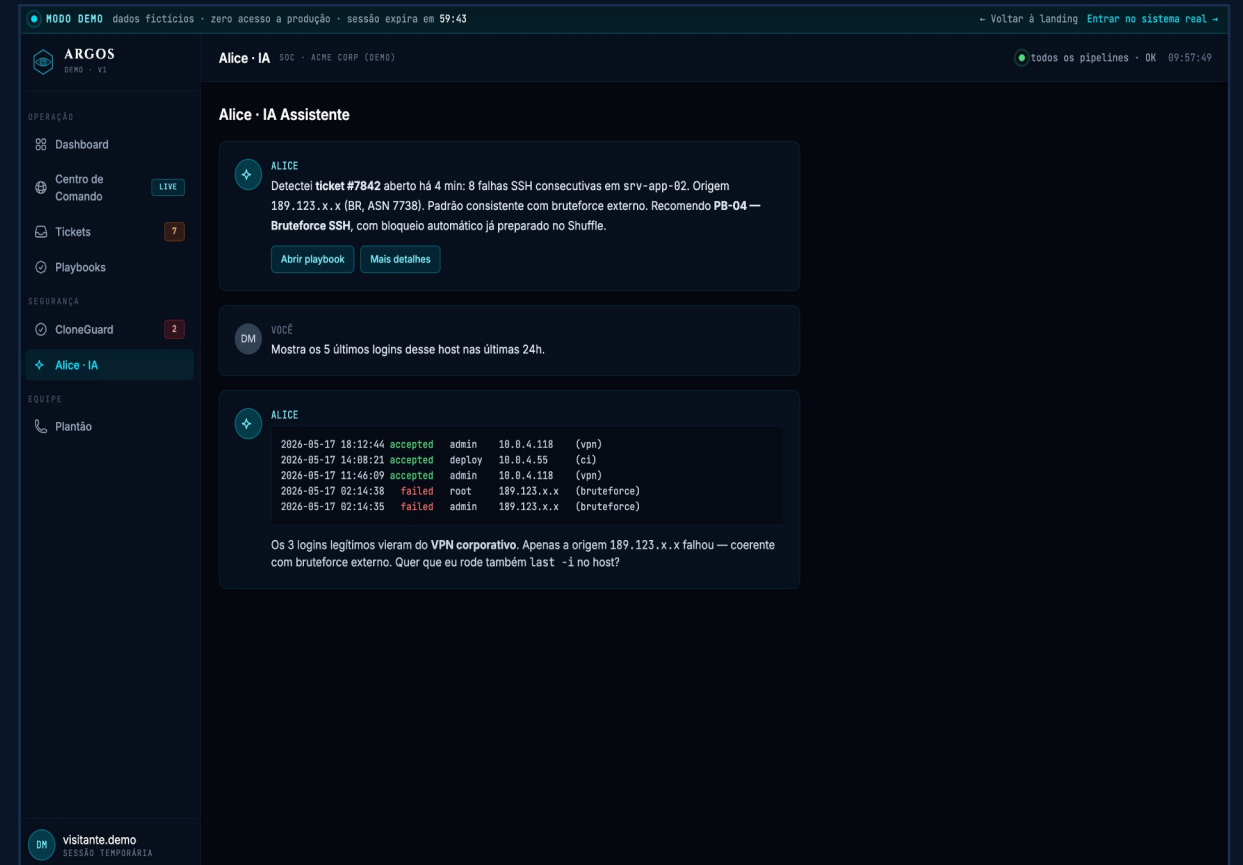 MODO DEMO dados fictícios · zero acesso a produção · sessão expira em 59:43
← Voltar à landing Entrar no sistema real →
ARGOS
DEMO · V1
Alice · IA SOC · ACME CORP (DEMO)
todos os pipelines · OK 09:57:49
OPERAÇÃO
Dashboard
Centro de
Comando
LIVE
Tickets 7
Playbooks
SEGURANÇA
CloneGuard 2
Alice · IA
EQUIPE
Plantão
Alice · IA Assistente
ALICE
Detectei ticket #7842 aberto há 4 min: 8 falhas SSH consecutivas em srv-app-02. Origem
189.123.x.x (BR, ASN 7738). Padrão consistente com bruteforce externo. Recomendo PB-04 —
Bruteforce SSH, com bloqueio automático já preparado no Shuffle.
Abrir playbook Mais detalhes
DM
VOCÊ
Mostra os 5 últimos logins desse host nas últimas 24h.
ALICE
2026-05-17 18:12:44 accepted admin 10.0.4.118 (vpn)
2026-05-17 14:08:21 accepted deploy 10.0.4.55 (ci)
2026-05-17 11:46:09 accepted admin 10.0.4.118 (vpn)
2026-05-17 02:14:38 failed root 189.123.x.x (bruteforce)
2026-05-17 02:14:35 failed admin 189.123.x.x (bruteforce)
Os 3 logins legítimos vieram do VPN corporativo. Apenas a origem 189.123.x.x falhou — coerente
com bruteforce externo. Quer que eu rode também last -i no host?
DM
visitante.demo
SESSÃO TEMPORÁRIA